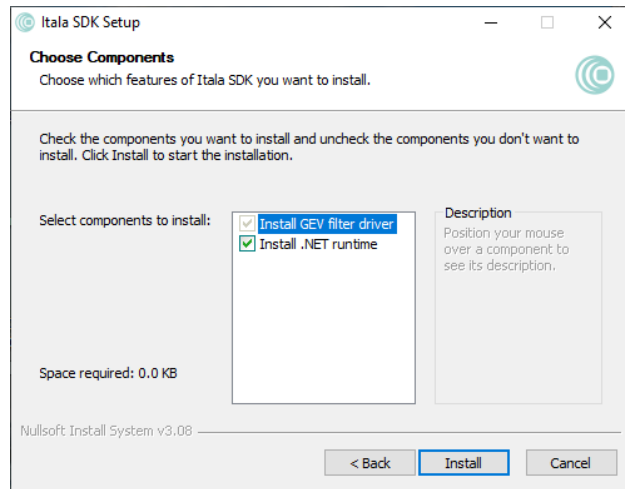 Itala SDK Setup
Choose Components
Choose which features of Itala SDK you want to install.
Check the components you want to install and uncheck the components you don't want to
install. Click Install to start the installation.
Select components to install:
Install GEV filter driver
Install .NET runtime
Description
Position your mouse
over a component to
see its description.
Space required: 0.0 KB
Nullsoft Install System v3.08
< Back
Install
Cancel